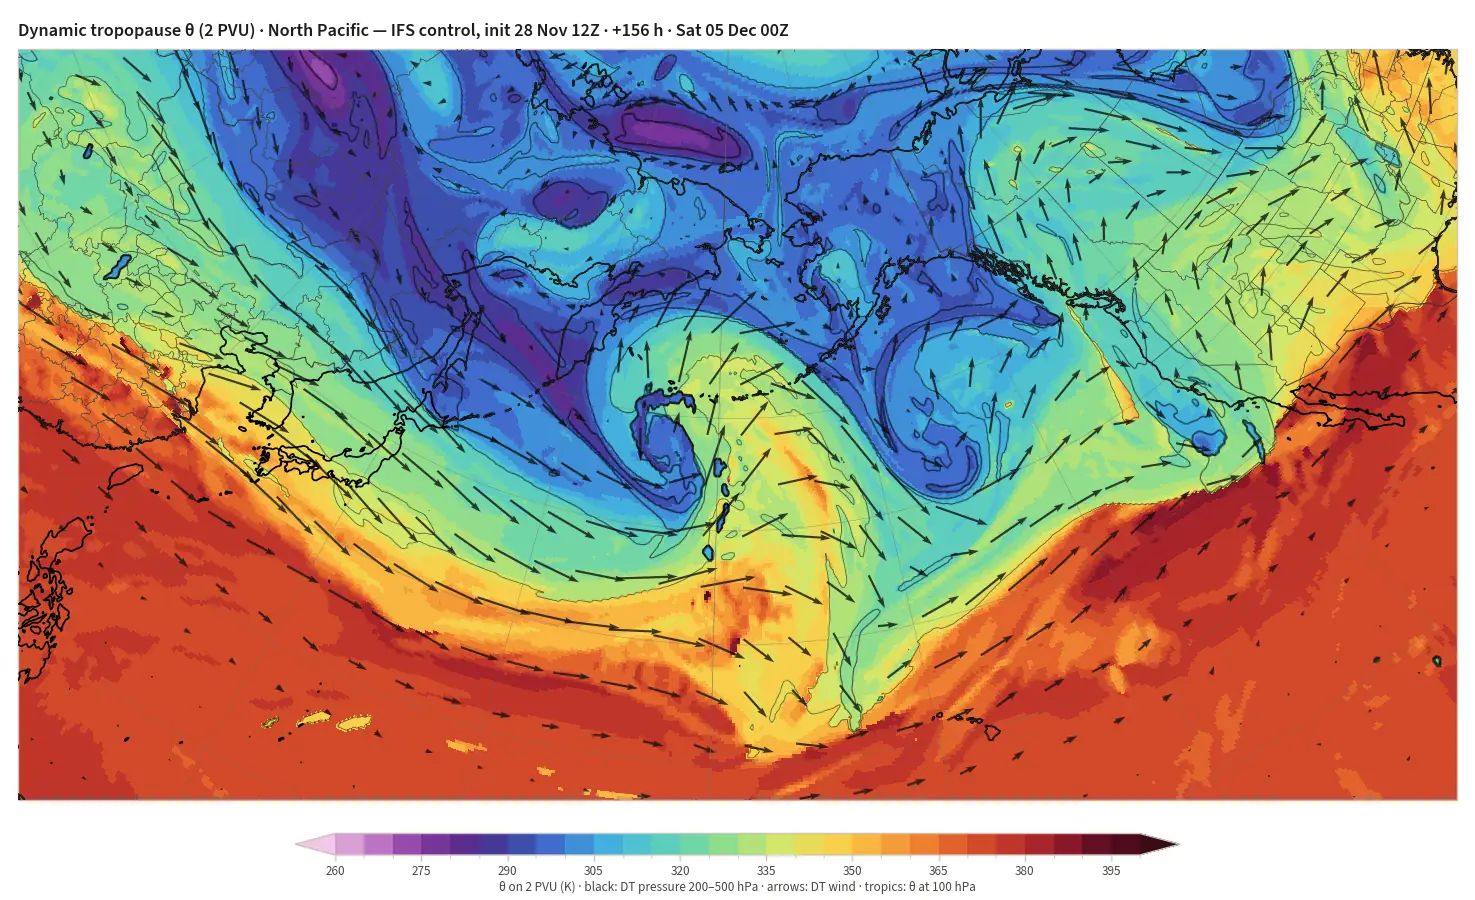 Dynamic tropopause θ (2 PVU) · North Pacific — IFS control, init 28 Nov 12Z · +156 h · Sat 05 Dec 00Z
260 275 290 305 320 335 350 365 380 395
θ on 2 PVU (K) · black: DT pressure 200–500 hPa · arrows: DT wind · tropics: θ at 100 hPa